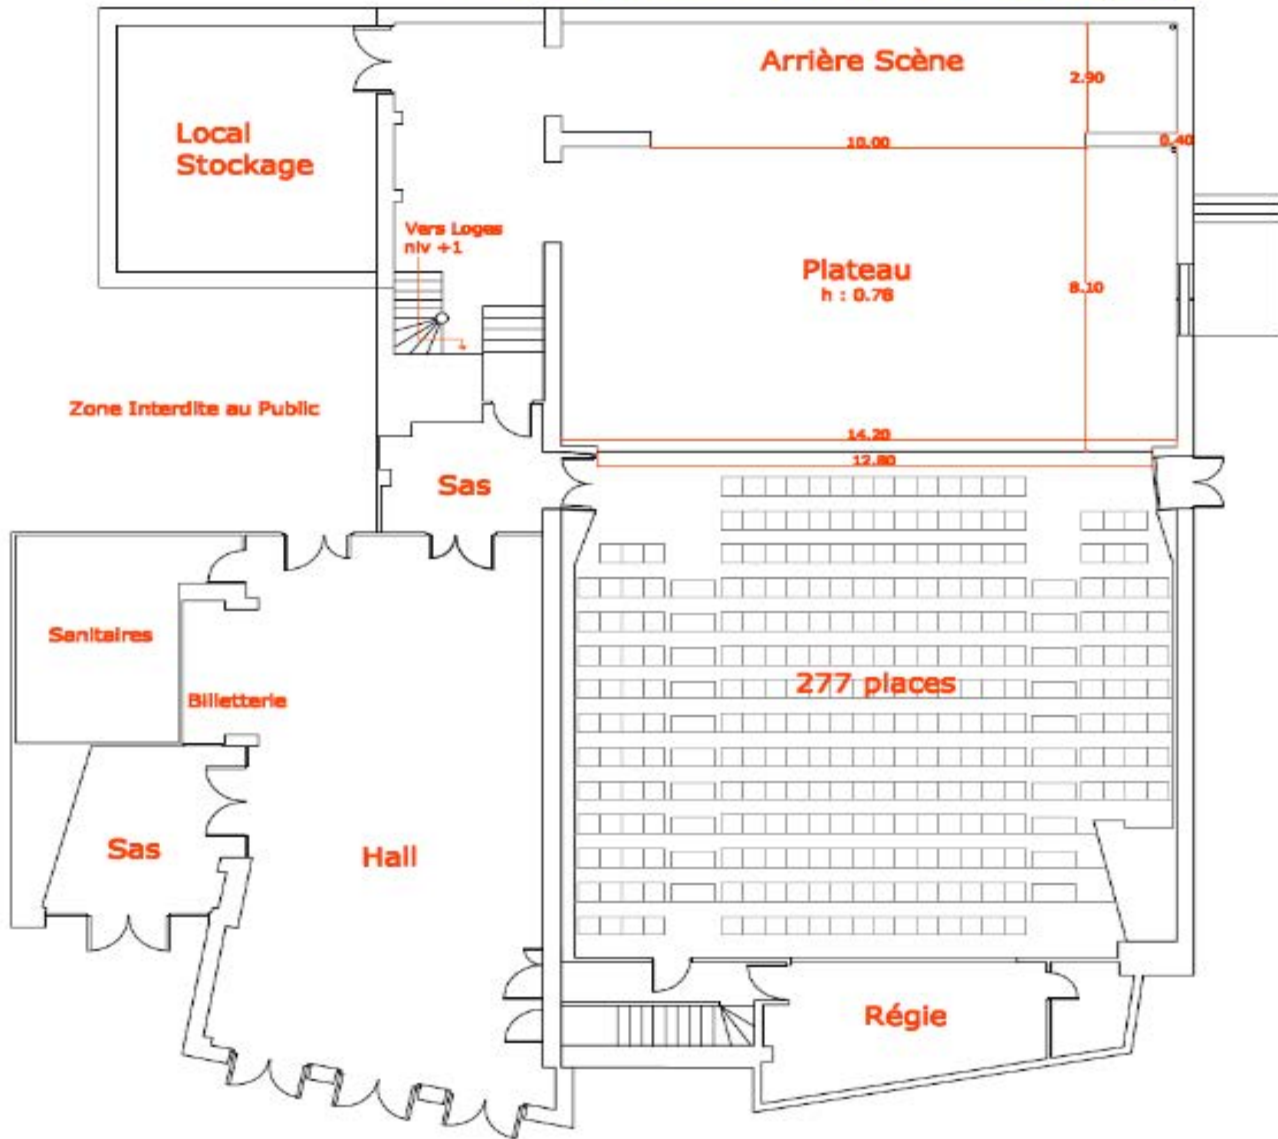 Arrière Scène
2.90
Local
Stockage
10.00
0.40
Vers Loges
niv +1
Plateau
h : 0.76
8.10
Zone Interdite au Public
14.20
12.80
Sas
Sanitaires
277 places
Billetterie
Sas
Hall
Régie